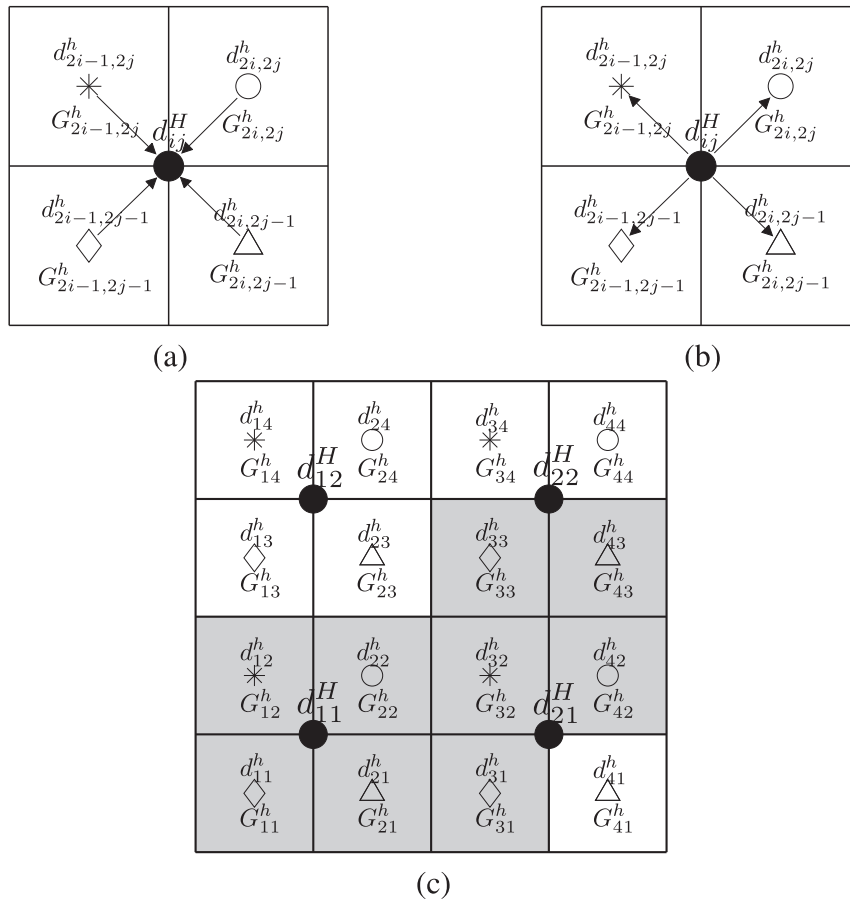 d^h_{2i-1,2j} d^h_{2i,2j}
G^h_{2i-1,2j} d^H_{ij} G^h_{2i,2j}
d^h_{2i-1,2j-1} d^h_{2i,2j-1}
G^h_{2i-1,2j-1} G^h_{2i,2j-1}
(a)
d^h_{2i-1,2j} d^h_{2i,2j}
G^h_{2i-1,2j} d^H_{ij} G^h_{2i,2j}
d^h_{2i-1,2j-1} d^h_{2i,2j-1}
G^h_{2i-1,2j-1} G^h_{2i,2j-1}
(b)
d^h_{14} d^h_{24} d^h_{34} d^h_{44}
G^h_{14} d^H_{12} G^h_{24} G^h_{34} d^H_{22} G^h_{44}
d^h_{13} d^h_{23} d^h_{33} d^h_{43}
G^h_{13} G^h_{23} G^h_{33} G^h_{43}
d^h_{12} d^h_{22} d^h_{32} d^h_{42}
G^h_{12} d^H_{11} G^h_{22} G^h_{32} d^H_{21} G^h_{42}
d^h_{11} d^h_{21} d^h_{31} d^h_{41}
G^h_{11} G^h_{21} G^h_{31} G^h_{41}
(c)